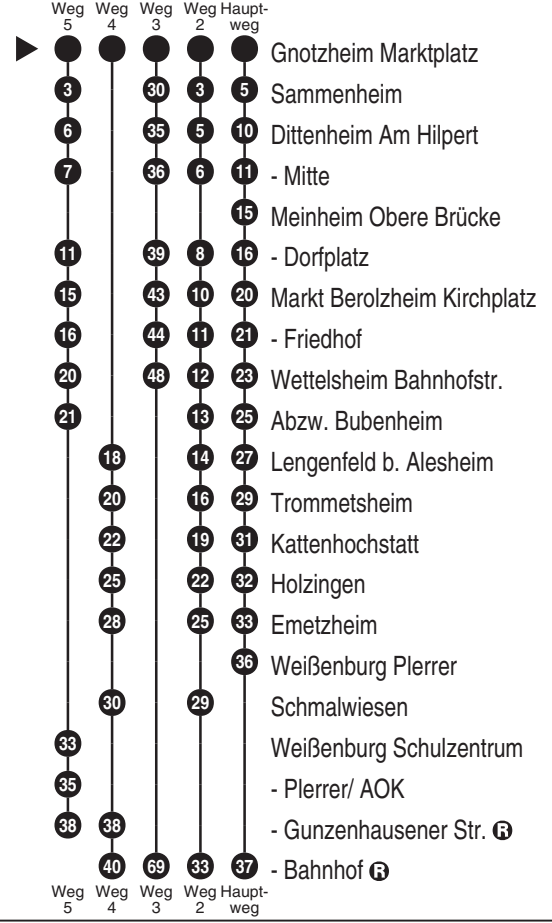 Weg 5 Weg 4 Weg 3 Weg 2 Haupt-weg
Gnotzheim Marktplatz
3 30 3 5 Sammenheim
6 35 5 10 Dittenheim Am Hilpert
7 36 6 11 - Mitte
15 Meinheim Obere Brücke
11 39 8 16 - Dorfplatz
15 43 10 20 Markt Berolzheim Kirchplatz
16 44 11 21 - Friedhof
20 48 12 23 Wettelsheim Bahnhofstr.
21 13 25 Abzw. Bubenheim
18 14 27 Lengenfeld b. Alesheim
20 16 29 Trommetsheim
22 19 31 Kattenhochstatt
25 22 32 Holzingen
28 25 33 Emetzheim
36 Weißenburg Plerrer
30 29 Schmalwiesen
33 Weißenburg Schulzentrum
35 - Plerrer/ AOK
38 38 - Gunzenhausener Str. R
40 69 33 37 - Bahnhof R
Weg 5 Weg 4 Weg 3 Weg 2 Haupt-weg